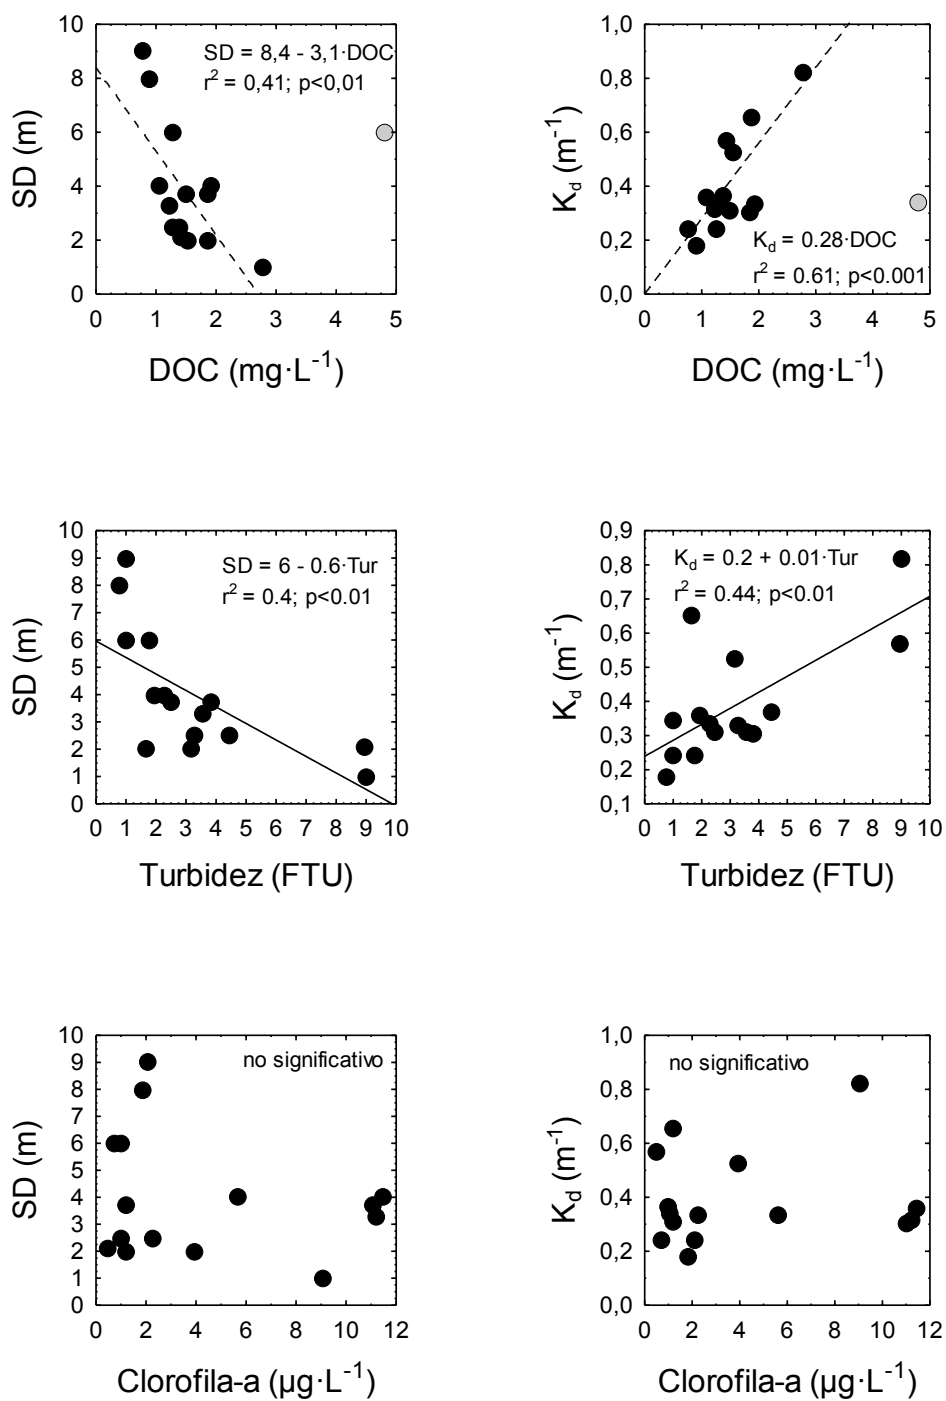 SD = 8,4 - 3,1·DOC
r² = 0,41; p<0,01
10
8
6
4
2
0
SD (m)
0 1 2 3 4 5
DOC (mg·L⁻¹)
K_d = 0.28·DOC
r² = 0.61; p<0.001
1,0
0,8
0,6
0,4
0,2
0,0
K_d (m⁻¹)
0 1 2 3 4 5
DOC (mg·L⁻¹)
SD = 6 - 0.6·Tur
r² = 0.4; p<0.01
10
9
8
7
6
5
4
3
2
1
0
SD (m)
0 1 2 3 4 5 6 7 8 9 10
Turbidez (FTU)
K_d = 0.2 + 0.01·Tur
r² = 0.44; p<0.01
0,9
0,8
0,7
0,6
0,5
0,4
0,3
0,2
0,1
K_d (m⁻¹)
0 1 2 3 4 5 6 7 8 9 10
Turbidez (FTU)
no significativo
10
9
8
7
6
5
4
3
2
1
0
SD (m)
0 2 4 6 8 10 12
Clorofila-a (µg·L⁻¹)
no significativo
1,0
0,8
0,6
0,4
0,2
0,0
K_d (m⁻¹)
0 2 4 6 8 10 12
Clorofila-a (µg·L⁻¹)